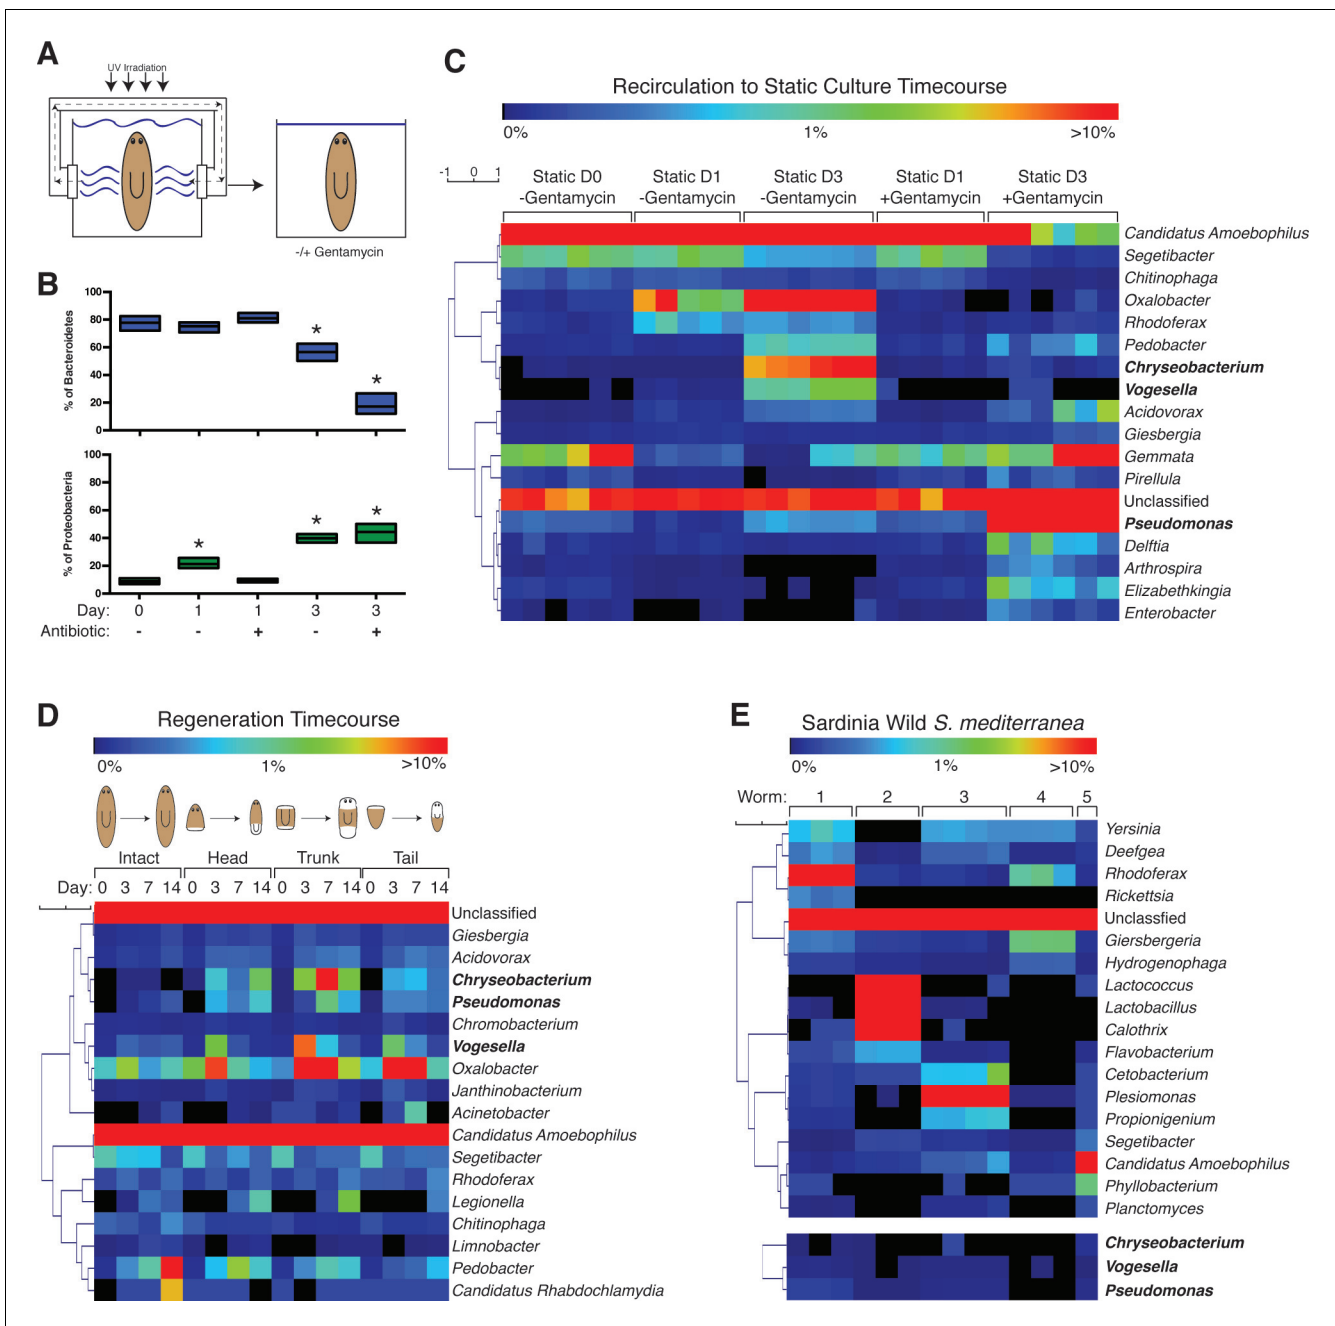 A
UV Irradiation
-/+ Gentamycin
B
% of Bacteroidetes
100
80
60
40
20
0
*
*
% of Proteobacteria
100
80
60
40
20
0
*
*
*
Day: 0 1 1 3 3
Antibiotic: - - + - +
C
Recirculation to Static Culture Timecourse
0% 1% >10%
-1 0 1
Static D0 Static D1 Static D3 Static D1 Static D3
-Gentamycin -Gentamycin -Gentamycin +Gentamycin +Gentamycin
Candidatus Amoebophilus
Segetibacter
Chitinophaga
Oxalobacter
Rhodoferax
Pedobacter
Chryseobacterium
Vogesella
Acidovorax
Giesbergia
Gemmata
Pirellula
Unclassified
Pseudomonas
Delftia
Arthrospira
Elizabethkingia
Enterobacter
D
Regeneration Timecourse
0% 1% >10%
Intact Head Trunk Tail
Day: 0 3 7 14 0 3 7 14 0 3 7 14 0 3 7 14
Unclassified
Giesbergia
Acidovorax
Chryseobacterium
Pseudomonas
Chromobacterium
Vogesella
Oxalobacter
Janthinobacterium
Acinetobacter
Candidatus Amoebophilus
Segetibacter
Rhodoferax
Legionella
Chitinophaga
Limnobacter
Pedobacter
Candidatus Rhabdochlamydia
E
Sardinia Wild S. mediterranea
0% 1% >10%
Worm: 1 2 3 4 5
Yersinia
Deefgea
Rhodoferax
Rickettsia
Unclassfied
Giersbergeria
Hydrogenophaga
Lactococcus
Lactobacillus
Calothrix
Flavobacterium
Cetobacterium
Plesiomonas
Propionigenium
Segetibacter
Candidatus Amoebophilus
Phyllobacterium
Planctomyces
Chryseobacterium
Vogesella
Pseudomonas